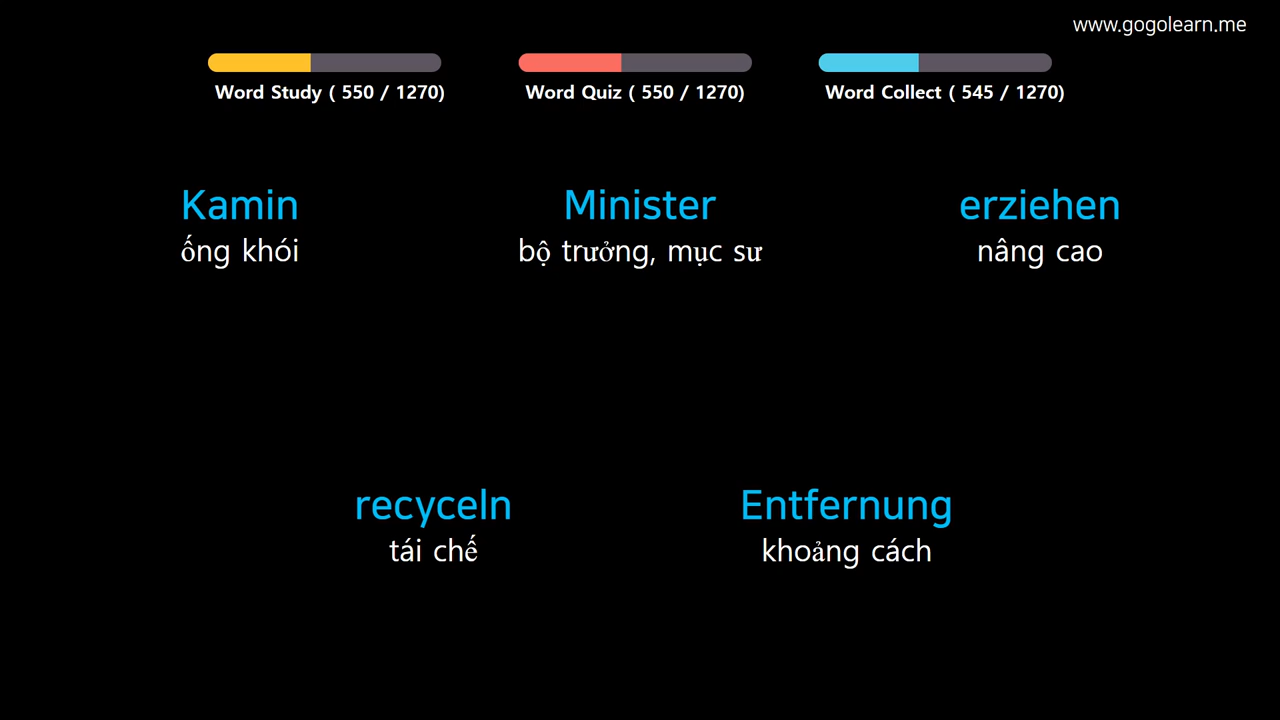 www.gogolearn.me
Word Study ( 550 / 1270)
Word Quiz ( 550 / 1270)
Word Collect ( 545 / 1270)
Kamin
ống khói
Minister
bộ trưởng, mục sư
erziehen
nâng cao
recyceln
tái chế
Entfernung
khoảng cách